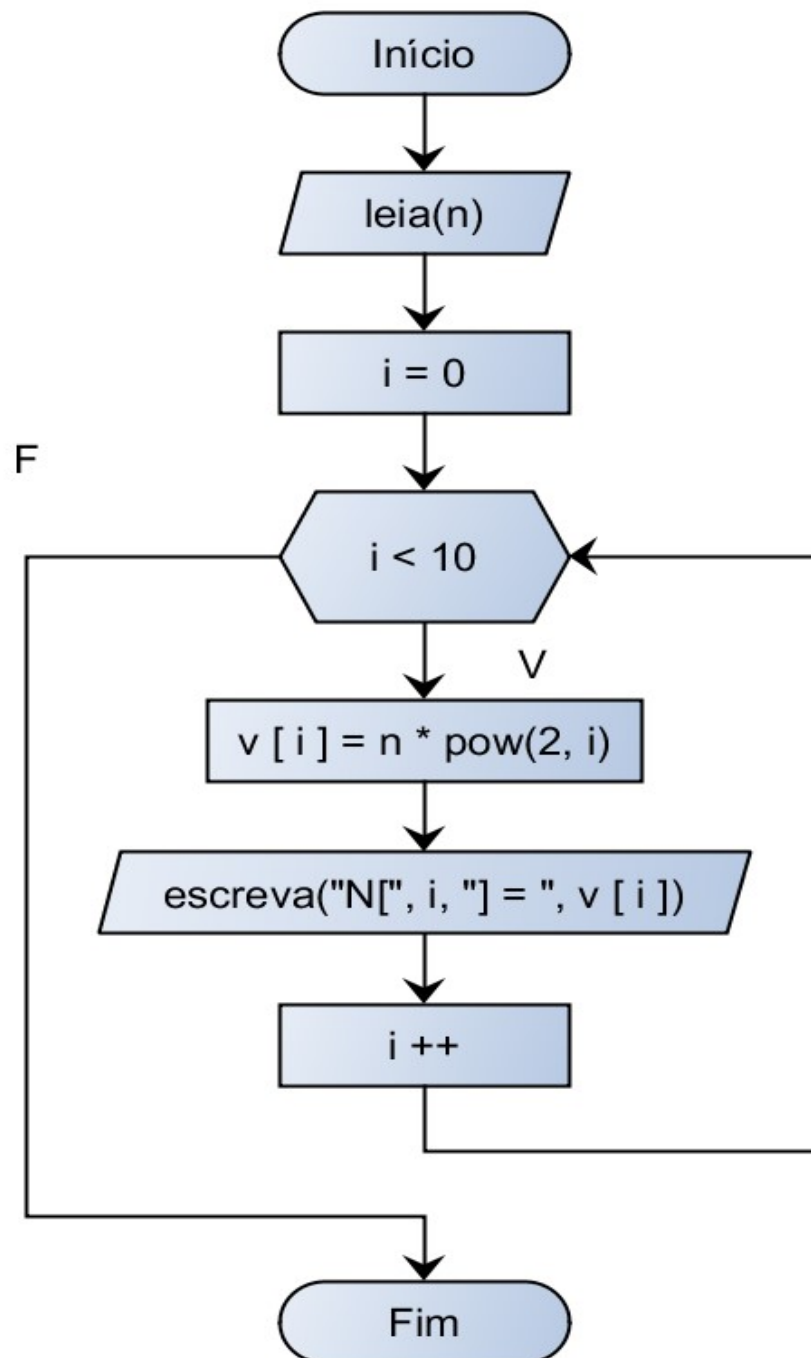 Início
leia(n)
i = 0
F
i < 10
V
v [ i ] = n * pow(2, i)
escreva("N[", i, "] = ", v [ i ])
i ++
Fim